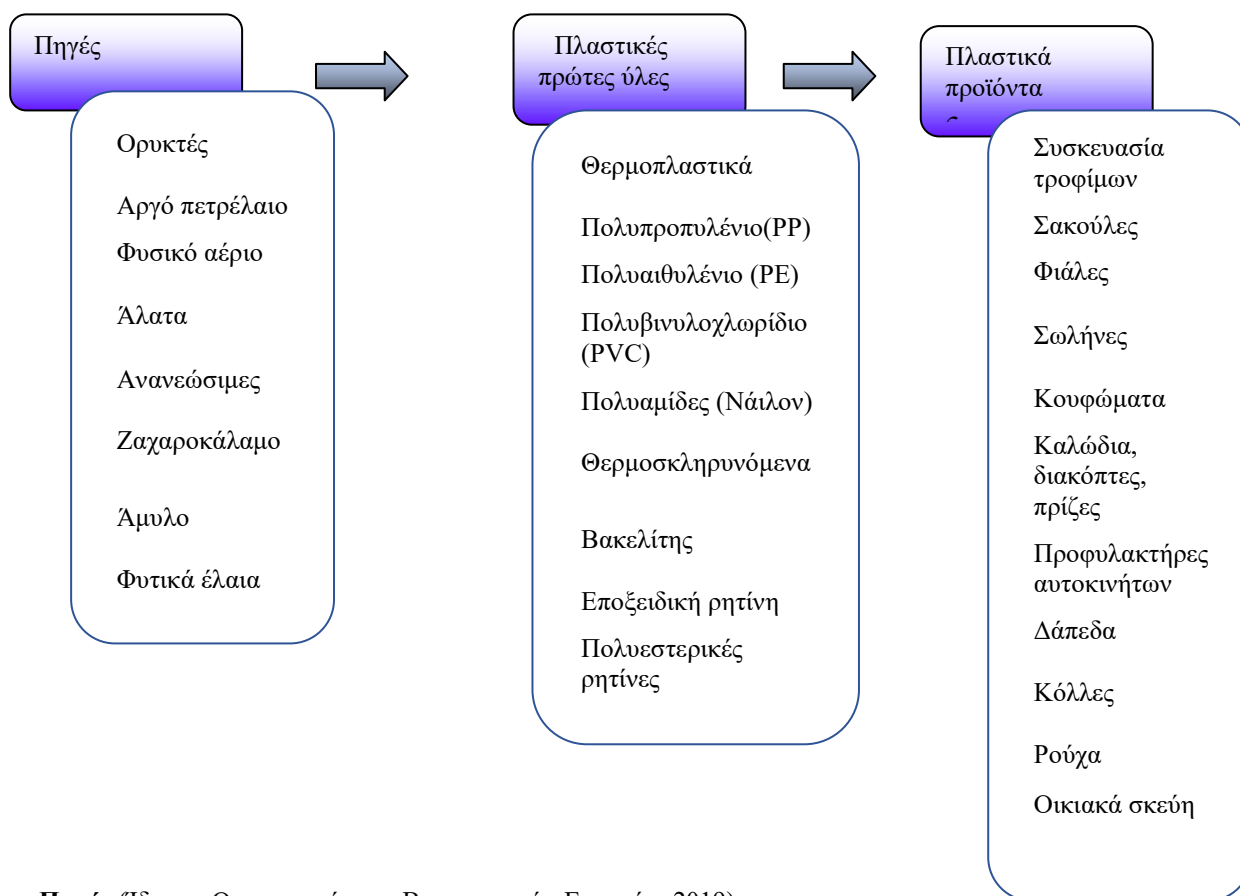 Πηγές
Ορυκτές
Αργό πετρέλαιο
Φυσικό αέριο
Άλατα
Ανανεώσιμες
Ζαχαροκάλαμο
Άμυλο
Φυτικά έλαια
Πλαστικές
πρώτες ύλες
Θερμοπλαστικά
Πολυπροπυλένιο(PP)
Πολυαιθυλένιο (PE)
Πολυβινυλοχλωρίδιο
(PVC)
Πολυαμίδες (Νάιλον)
Θερμοσκληρυνόμενα
Βακελίτης
Εποξειδική ρητίνη
Πολυεστερικές
ρητίνες
Πλαστικά
προϊόντα
Συσκευασία
τροφίμων
Σακούλες
Φιάλες
Σωλήνες
Κουφώματα
Καλώδια,
διακόπτες,
πρίζες
Προφυλακτήρες
αυτοκινήτων
Δάπεδα
Κόλλες
Ρούχα
Οικιακά σκεύη